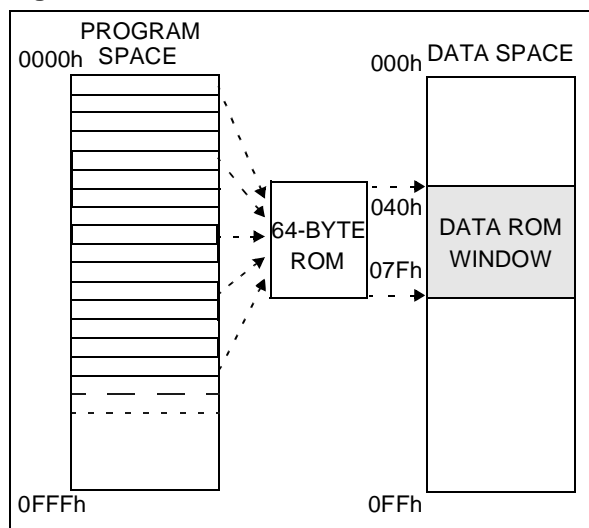 PROGRAM
SPACE
0000h
000h
DATA SPACE
64-BYTE
ROM
040h
07Fh
DATA ROM
WINDOW
0FFFh
0FFh